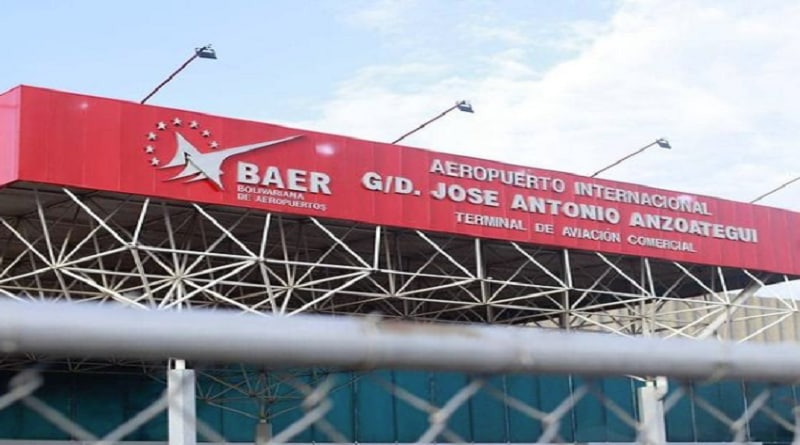 BAER
BOLIVARIANA
DE AEROPUERTOS
AEROPUERTO INTERNACIONAL
G/D. JOSE ANTONIO ANZOATEGUI
TERMINAL DE AVIACIÓN COMERCIAL